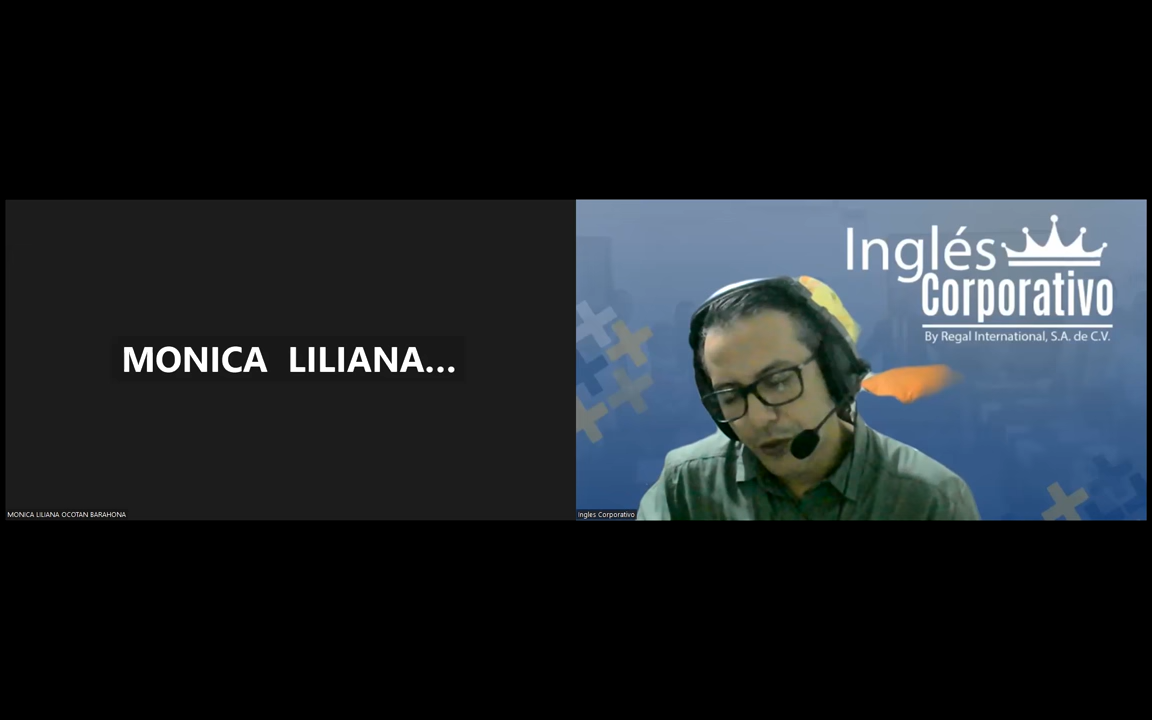 MONICA  LILIANA...
MONICA LILIANA OCOTAN BARAHONA
Inglés
Corporativo
By Regal International, S.A. de C.V.
Ingles Corporativo